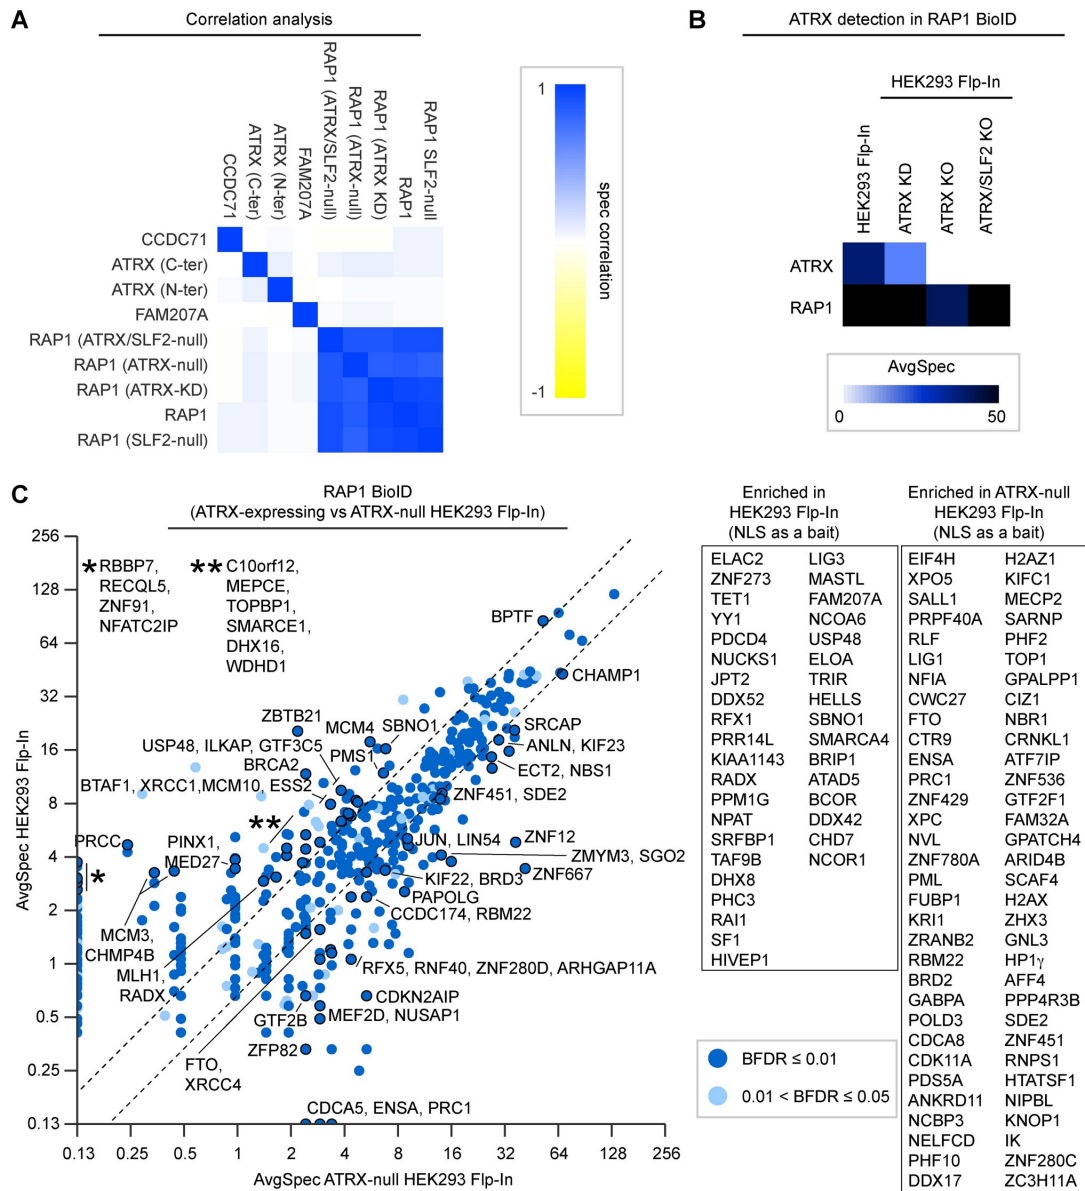 A
Correlation analysis
CCDC71
ATRX (C-ter)
ATRX (N-ter)
FAM207A
RAP1 (ATRX/SLF2-null)
RAP1 (ATRX-null)
RAP1 (ATRX KD)
RAP1
RAP1 SLF2-null
CCDC71
ATRX (C-ter)
ATRX (N-ter)
FAM207A
RAP1 (ATRX/SLF2-null)
RAP1 (ATRX-null)
RAP1 (ATRX-KD)
RAP1
RAP1 (SLF2-null)
1
-1
spec correlation
B
ATRX detection in RAP1 BioID
HEK293 Flp-In
HEK293 Flp-In
ATRX KD
ATRX KO
ATRX/SLF2 KO
ATRX
RAP1
AvgSpec
0 50
C
RAP1 BioID
(ATRX-expressing vs ATRX-null HEK293 Flp-In)
AvgSpec HEK293 Flp-In
256
128
64
32
16
8
4
2
1
0.5
0.25
0.13
*RBBP7,
RECQL5,
ZNF91,
NFATC2IP
**C10orf12,
MEPCE,
TOPBP1,
SMARCE1,
DHX16,
WDHD1
BPTF
CHAMP1
ZBTB21
MCM4
SBNO1
SRCAP
USP48, ILKAP, GTF3C5
PMS1
ANLN, KIF23
BRCA2
ECT2, NBS1
BTAF1, XRCC1,MCM10, ESS2
ZNF451, SDE2
**
PRCC
PINX1,
MED27
JUN, LIN54
ZNF12
ZMYM3, SGO2
*
KIF22, BRD3
ZNF667
PAPOLG
CCDC174, RBM22
MCM3,
CHMP4B
MLH1
RADX
RFX5, RNF40, ZNF280D, ARHGAP11A
CDKN2AIP
GTF2B
MEF2D, NUSAP1
ZFP82
FTO,
XRCC4
CDCA5, ENSA, PRC1
0.13 0.25 0.5 1 2 4 8 16 32 64 128 256
AvgSpec ATRX-null HEK293 Flp-In
Enriched in
HEK293 Flp-In
(NLS as a bait)
ELAC2 LIG3
ZNF273 MASTL
TET1 FAM207A
YY1 NCOA6
PDCD4 USP48
NUCKS1 ELOA
JPT2 TRIR
DDX52 HELLS
RFX1 SBNO1
PRR14L SMARCA4
KIAA1143 BRIP1
RADX ATAD5
PPM1G BCOR
NPAT DDX42
SRFBP1 CHD7
TAF9B NCOR1
DHX8
PHC3
RAI1
SF1
HIVEP1
Enriched in ATRX-null
HEK293 Flp-In
(NLS as a bait)
EIF4H H2AZ1
XPO5 KIFC1
SALL1 MECP2
PRPF40A SARNP
RLF PHF2
LIG1 TOP1
NFIA GPALPP1
CWC27 CIZ1
FTO NBR1
CTR9 CRNKL1
ENSA ATF7IP
PRC1 ZNF536
ZNF429 GTF2F1
XPC FAM32A
NVL GPATCH4
ZNF780A ARID4B
PML SCAF4
FUBP1 H2AX
KRI1 ZHX3
ZRANB2 GNL3
RBM22 HP1γ
BRD2 AFF4
GABPA PPP4R3B
POLD3 SDE2
CDCA8 ZNF451
CDK11A RNPS1
PDS5A HTATSF1
ANKRD11 NIPBL
NCBP3 KNOP1
NELFCD IK
PHF10 ZNF280C
DDX17 ZC3H11A
BFDR ≤ 0.01
0.01 < BFDR ≤ 0.05